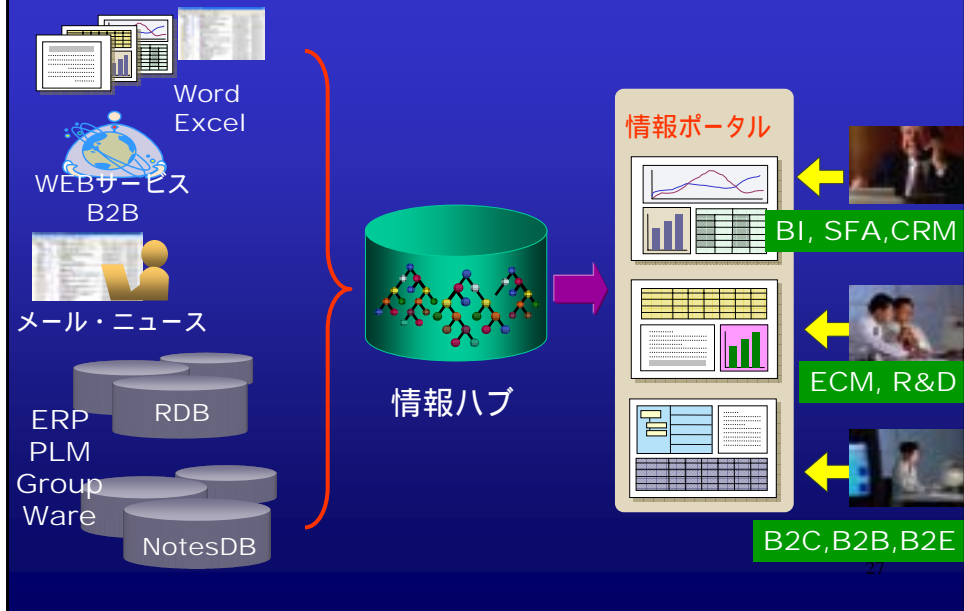 Word
Excel
WEBサービス
B2B
メール・ニュース
ERP
PLM
Group
Ware
RDB
NotesDB
情報ハブ
情報ポータル
BI, SFA,CRM
ECM, R&D
B2C,B2B,B2E
27